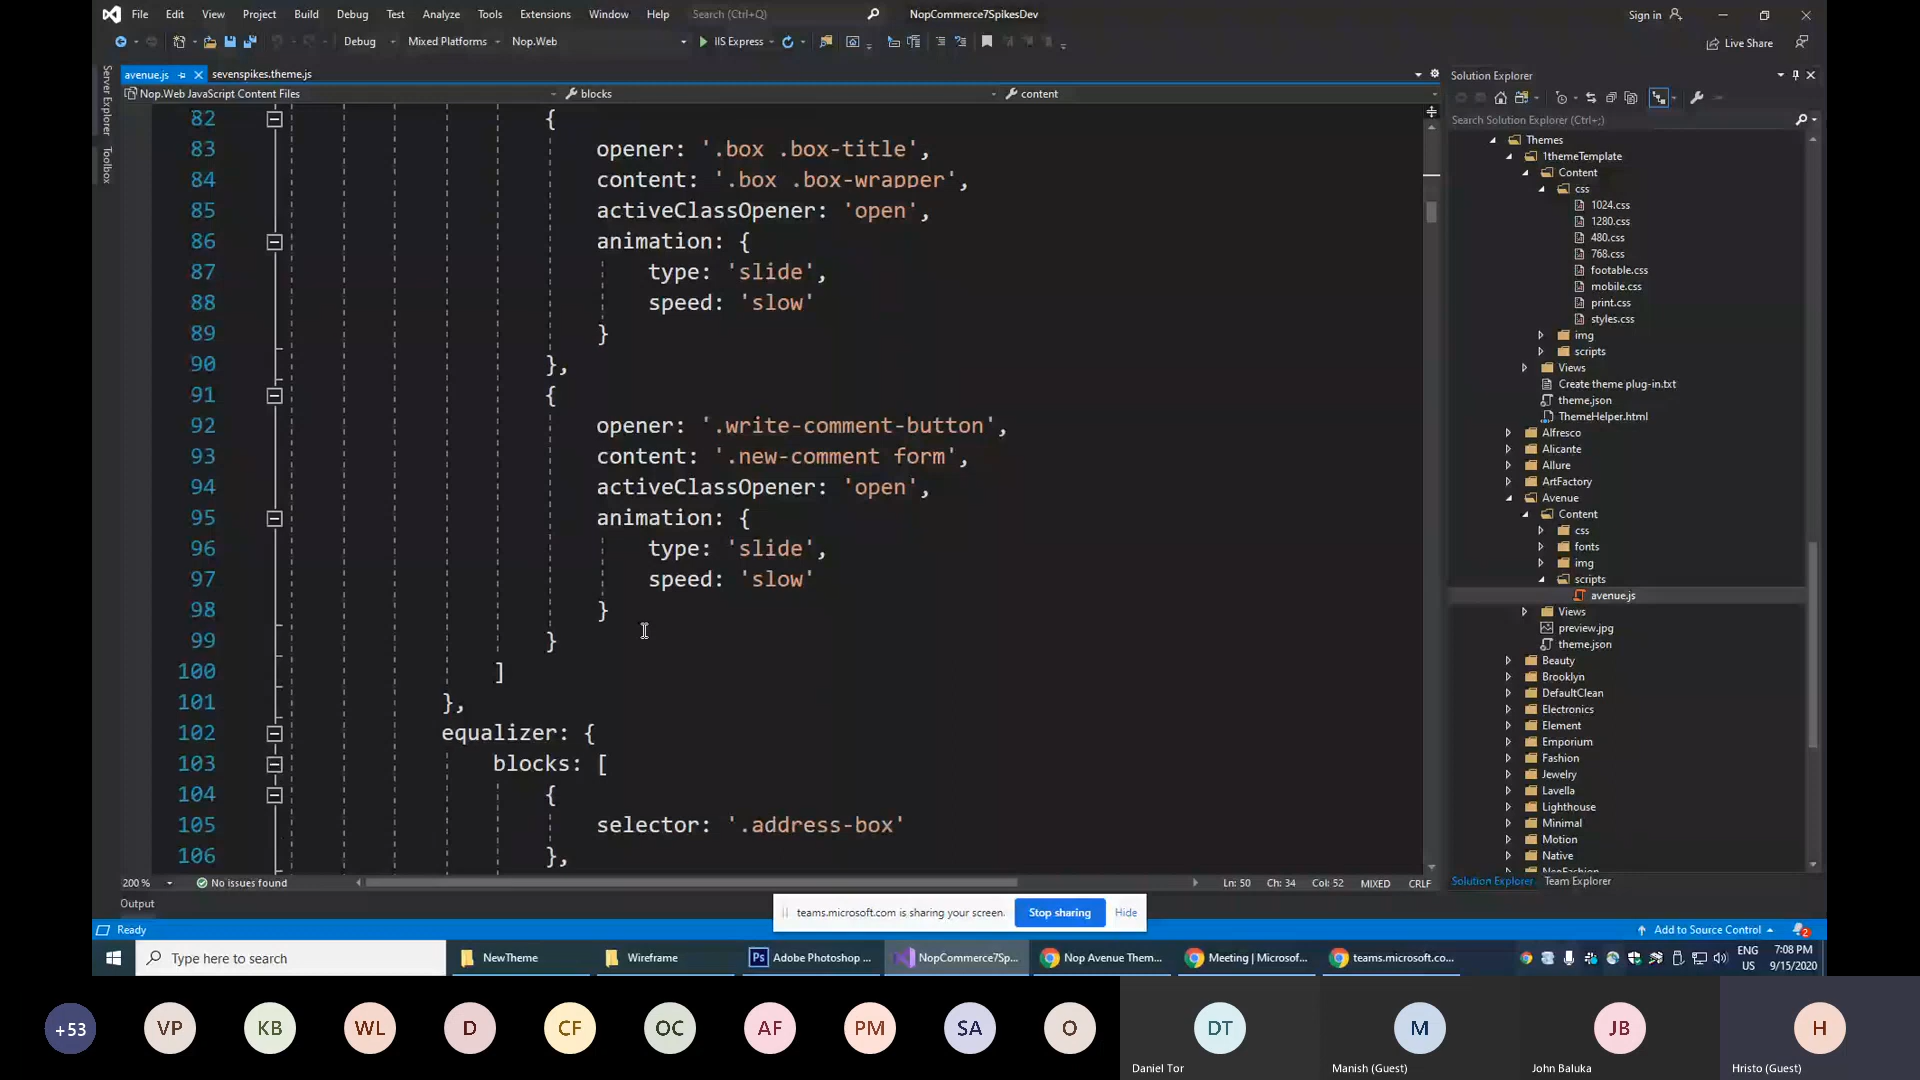 File Edit View Project Build Debug Test Analyze Tools Extensions Window Help Search (Ctrl+Q) NopCommerce7SpikesDev Sign in
Debug Mixed Platforms Nop.Web IIS Express Live Share
Server Explorer
Toolbox
avenue.js sevenspikes.theme.js
Nop.Web JavaScript Content Files blocks content
82 {
83 opener: '.box .box-title',
84 content: '.box .box-wrapper',
85 activeClassOpener: 'open',
86 animation: {
87 type: 'slide',
88 speed: 'slow'
89 }
90 },
91 {
92 opener: '.write-comment-button',
93 content: '.new-comment form',
94 activeClassOpener: 'open',
95 animation: {
96 type: 'slide',
97 speed: 'slow'
98 }
99 }
100 ]
101 },
102 equalizer: {
103 blocks: [
104 {
105 selector: '.address-box'
106 },
200 % No issues found Ln: 50 Ch: 34 Col: 52 MIXED CRLF
Output
Solution Explorer
Search Solution Explorer (Ctrl+;)
Themes
1themeTemplate
Content
css
1024.css
1280.css
480.css
768.css
footable.css
mobile.css
print.css
styles.css
img
scripts
Views
Create theme plug-in.txt
theme.json
ThemeHelper.html
Alfresco
Alicante
Allure
ArtFactory
Avenue
Content
css
fonts
img
scripts
avenue.js
Views
preview.jpg
theme.json
Beauty
Brooklyn
DefaultClean
Electronics
Element
Emporium
Fashion
Jewelry
Lavella
Lighthouse
Minimal
Motion
Native
Solution Explorer Team Explorer
teams.microsoft.com is sharing your screen. Stop sharing Hide
Ready Add to Source Control 2
Type here to search NewTheme Wireframe Ps Adobe Photoshop ... NopCommerce7Sp... Nop Avenue Them... Meeting | Microsof... teams.microsoft.co... ENG US 7:08 PM 9/15/2020
+53 VP KB WL D CF OC AF PM SA O DT M JB H
Daniel Tor Manish (Guest) John Baluka Hristo (Guest)